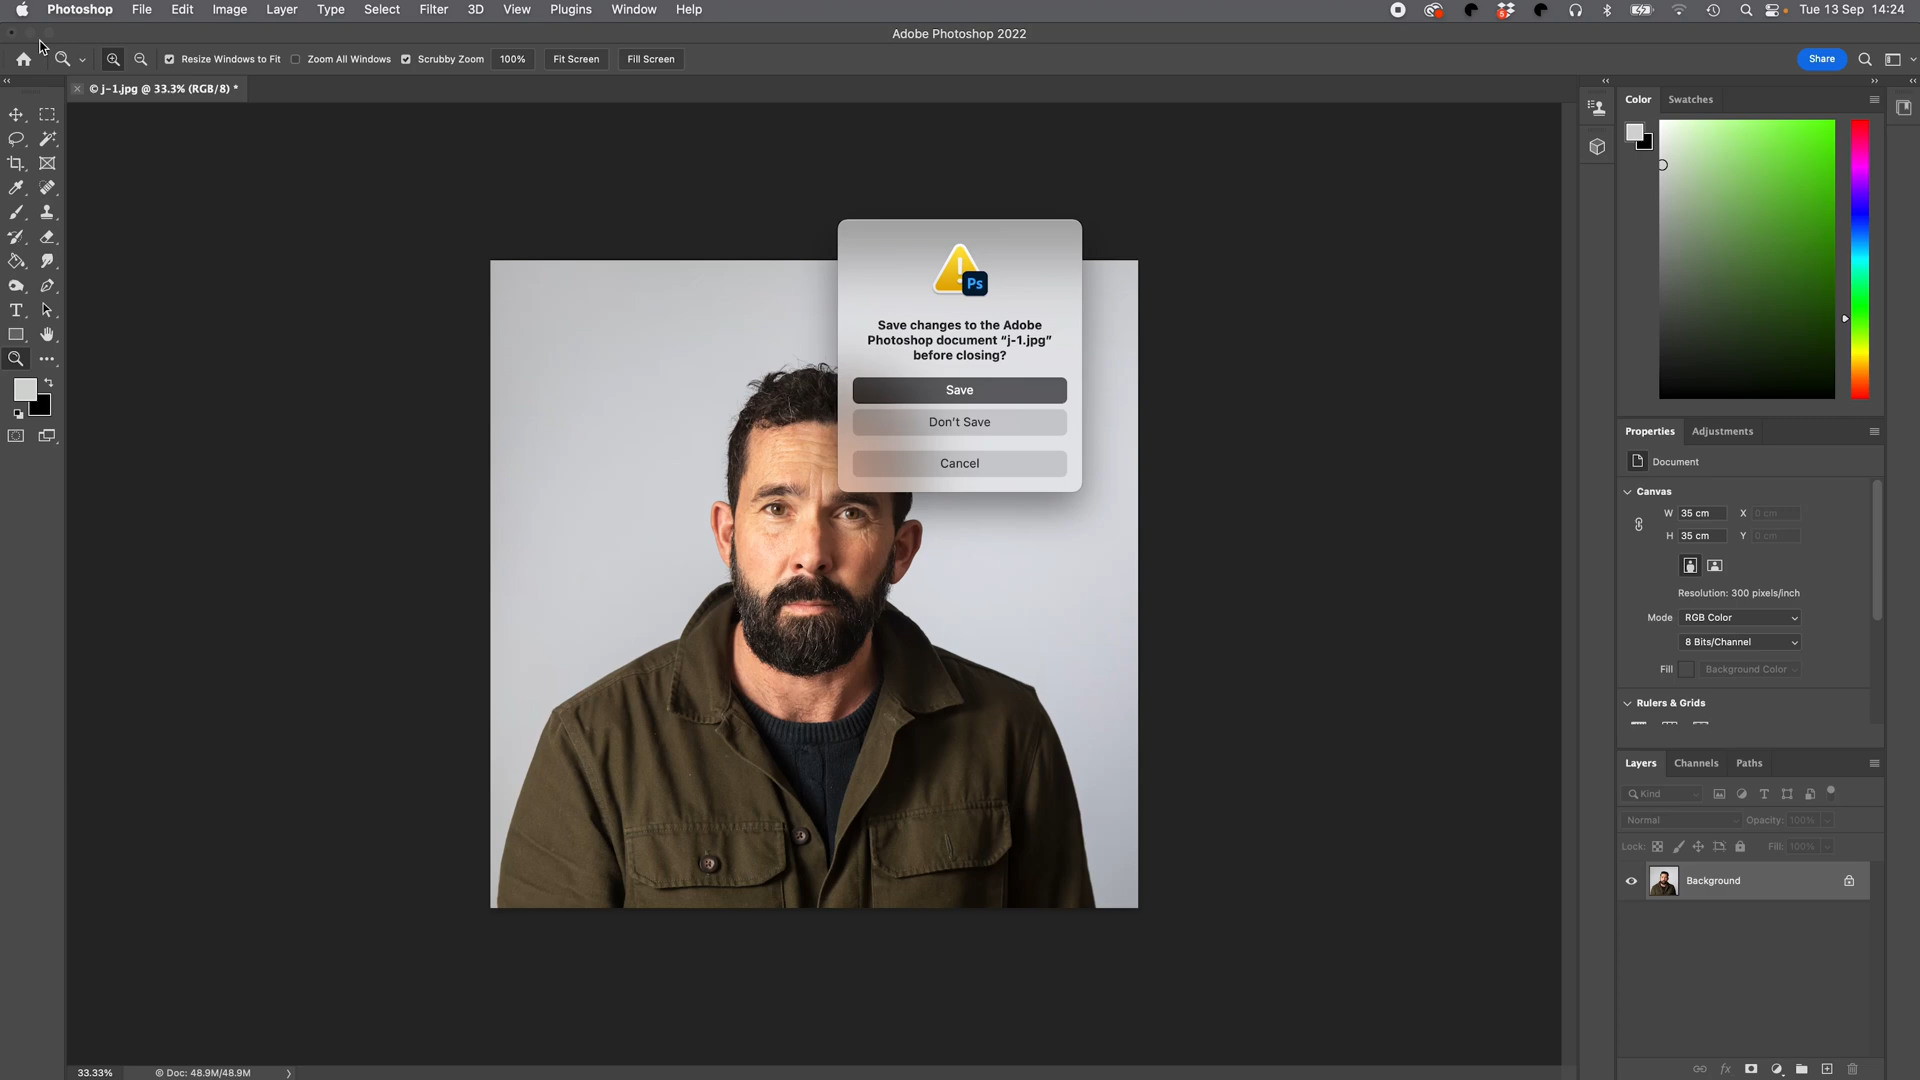 Photoshop File Edit Image Layer Type Select Filter 3D View Plugins Window Help 5 Tue 13 Sep 14:24
Adobe Photoshop 2022
Resize Windows to Fit Zoom All Windows Scrubby Zoom 100% Fit Screen Fill Screen Share
© j-1.jpg @ 33.3% (RGB/8) *
Color Swatches
Ps
Save changes to the Adobe
Photoshop document “j-1.jpg”
before closing?
Save
Don’t Save
Cancel
Properties Adjustments
Document
Canvas
W 35 cm X 0 cm
H 35 cm Y 0 cm
Resolution: 300 pixels/inch
Mode RGB Color
8 Bits/Channel
Fill Background Color
Rulers & Grids
Layers Channels Paths
Kind
Normal Opacity: 100%
Lock: Fill: 100%
Background
33.33% © Doc: 48.9M/48.9M
fx